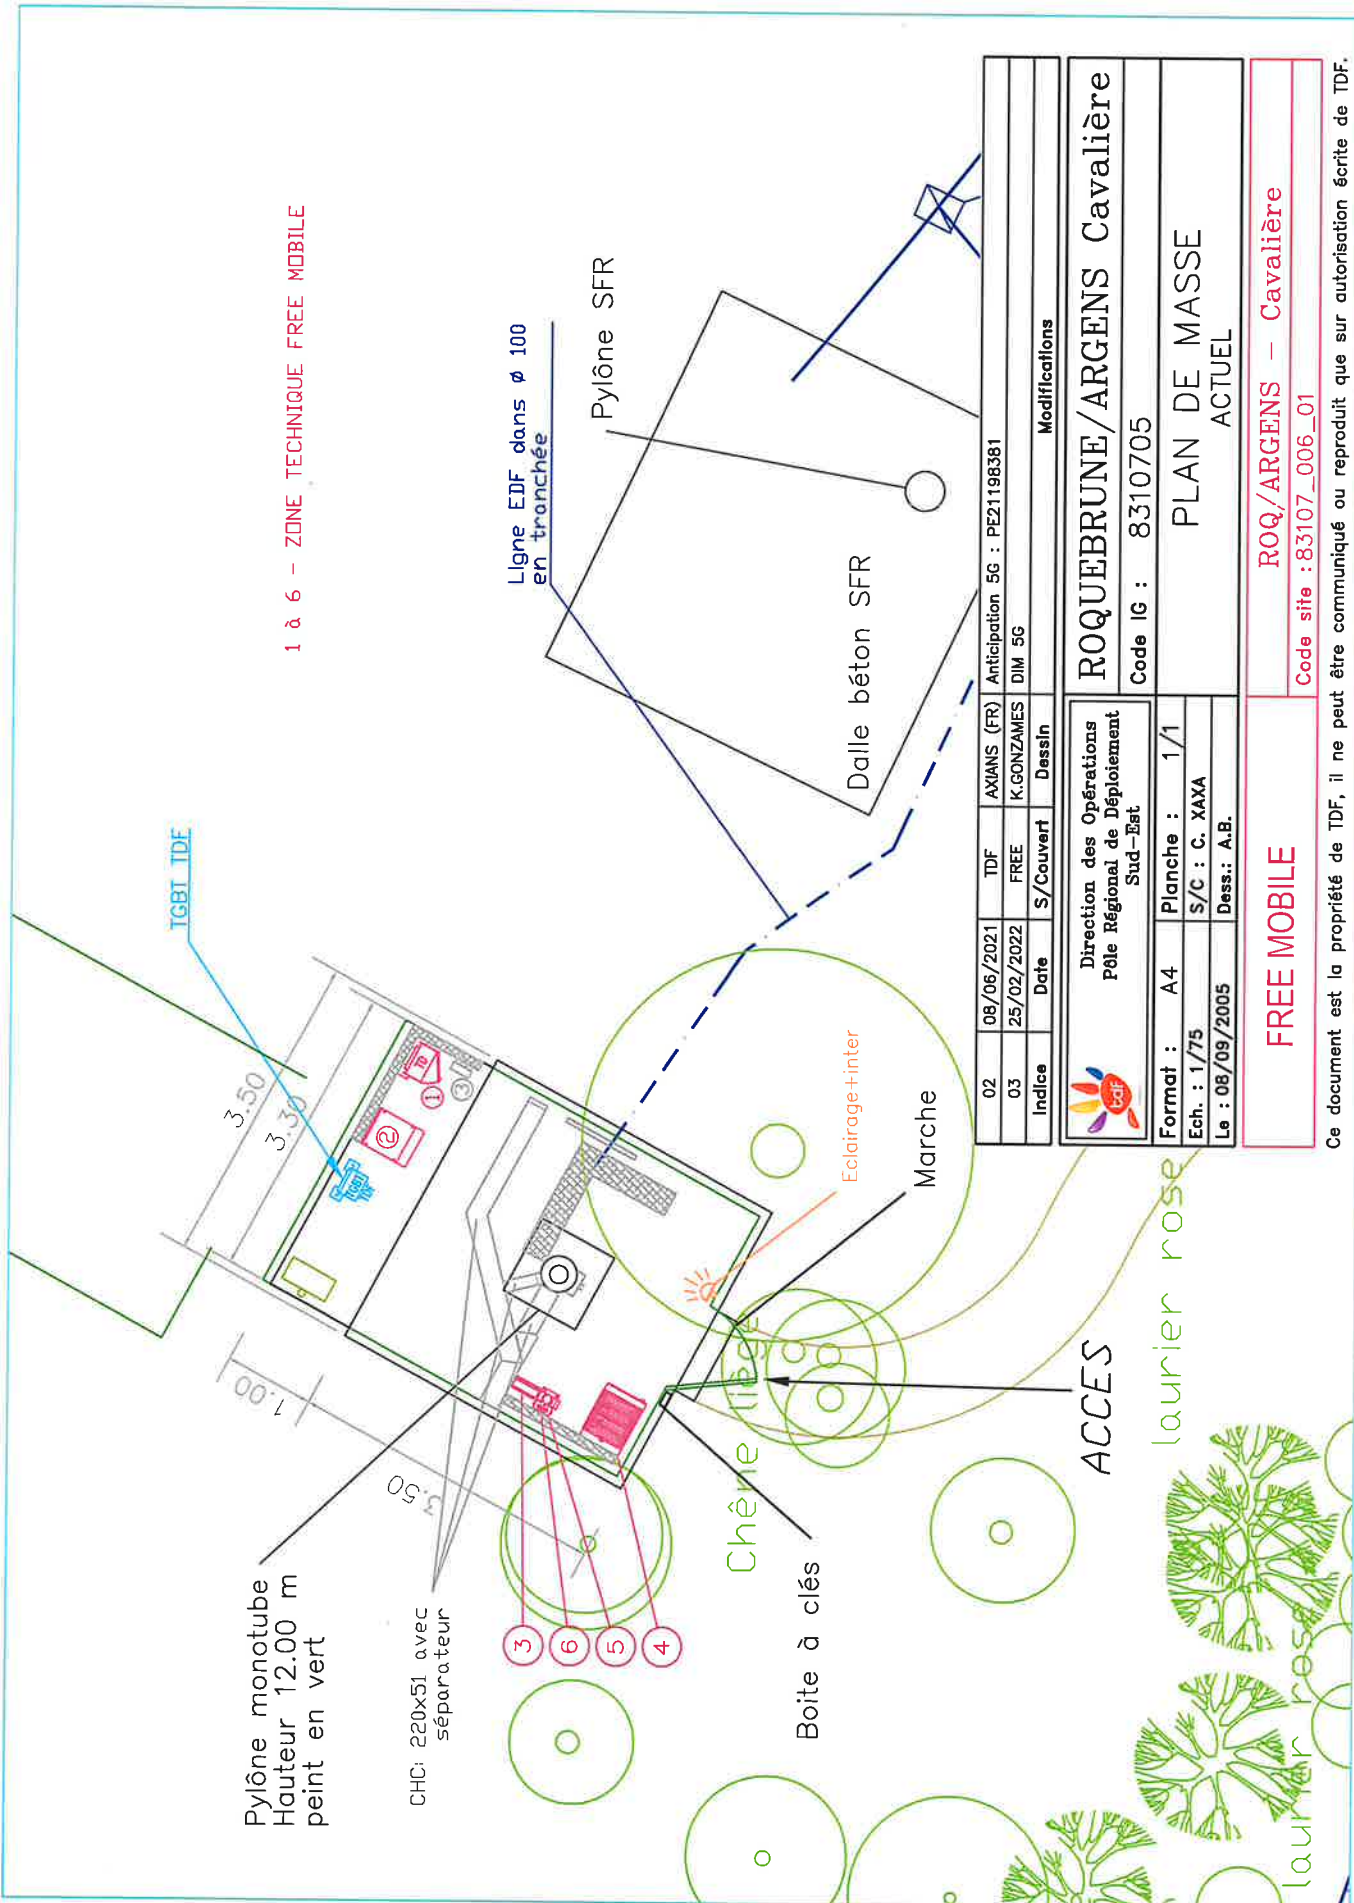 1 à 6 - ZONE TECHNIQUE FREE MOBILE
TGBT TDF
3.50
3.30
1.00
3.50
TGBT
TD
1
2
3
Pylône monotube
Hauteur 12.00 m
peint en vert
CHC: 220x51 avec
séparateur
3
6
5
4
Ligne EDF dans ø 100
en tranchée
Pylône SFR
Dalle béton SFR
Eclairage+inter
Marche
Chêne liège
Boite à clés
ACCES
laurier rose
laurier rose
02 08/06/2021 TDF AXIANS (FR) Anticipation 5G : PE21198381
03 25/02/2022 FREE K.GONZAMES DIM 5G
Indice Date S/Couvert Dessin Modifications
tdf
Direction des Opérations
Pôle Régional de Déploiement
Sud-Est
ROQUEBRUNE/ARGENS Cavalière
Code IG : 8310705
Format : A4 Planche : 1/1
Ech. : 1/75 S/C : C. XAXA
Le : 08/09/2005 Dess.: A.B.
PLAN DE MASSE
ACTUEL
FREE MOBILE
ROQ/ARGENS - Cavalière
Code site : 83107_006_01
Ce document est la propriété de TDF, il ne peut être communiqué ou reproduit que sur autorisation écrite de TDF.